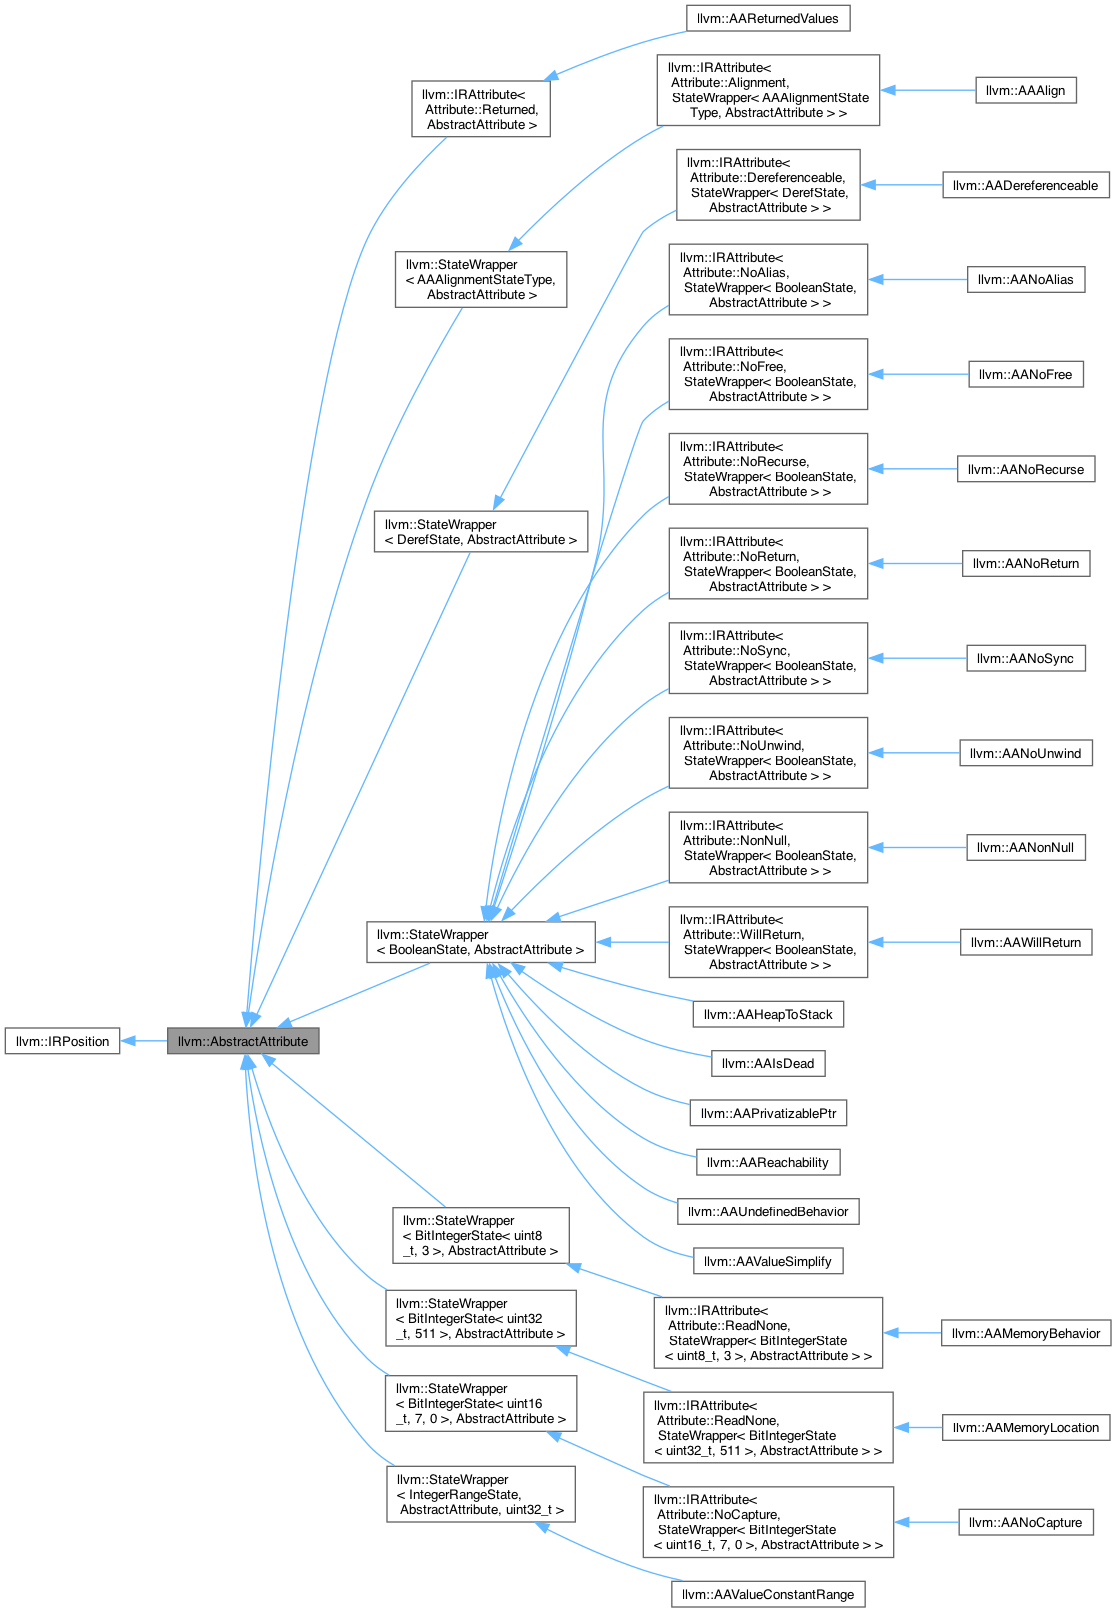 llvm::AAReturnedValues
llvm::IRAttribute<
Attribute::Alignment,
StateWrapper< AAAlignmentState
Type, AbstractAttribute > >
llvm::AAAlign
llvm::IRAttribute<
Attribute::Returned,
AbstractAttribute >
llvm::IRAttribute<
Attribute::Dereferenceable,
StateWrapper< DerefState,
AbstractAttribute > >
llvm::AADereferenceable
llvm::StateWrapper
< AAAlignmentStateType,
AbstractAttribute >
llvm::IRAttribute<
Attribute::NoAlias,
StateWrapper< BooleanState,
AbstractAttribute > >
llvm::AANoAlias
llvm::IRAttribute<
Attribute::NoFree,
StateWrapper< BooleanState,
AbstractAttribute > >
llvm::AANoFree
llvm::IRAttribute<
Attribute::NoRecurse,
StateWrapper< BooleanState,
AbstractAttribute > >
llvm::AANoRecurse
llvm::StateWrapper
< DerefState, AbstractAttribute >
llvm::IRAttribute<
Attribute::NoReturn,
StateWrapper< BooleanState,
AbstractAttribute > >
llvm::AANoReturn
llvm::IRAttribute<
Attribute::NoSync,
StateWrapper< BooleanState,
AbstractAttribute > >
llvm::AANoSync
llvm::IRAttribute<
Attribute::NoUnwind,
StateWrapper< BooleanState,
AbstractAttribute > >
llvm::AANoUnwind
llvm::IRAttribute<
Attribute::NonNull,
StateWrapper< BooleanState,
AbstractAttribute > >
llvm::AANonNull
llvm::StateWrapper
< BooleanState, AbstractAttribute >
llvm::IRAttribute<
Attribute::WillReturn,
StateWrapper< BooleanState,
AbstractAttribute > >
llvm::AAWillReturn
llvm::AAHeapToStack
llvm::IRPosition
llvm::AbstractAttribute
llvm::AAIsDead
llvm::AAPrivatizablePtr
llvm::AAReachability
llvm::AAUndefinedBehavior
llvm::AAValueSimplify
llvm::StateWrapper
< BitIntegerState< uint8
_t, 3 >, AbstractAttribute >
llvm::StateWrapper
< BitIntegerState< uint32
_t, 511 >, AbstractAttribute >
llvm::IRAttribute<
Attribute::ReadNone,
StateWrapper< BitIntegerState
< uint8_t, 3 >, AbstractAttribute > >
llvm::AAMemoryBehavior
llvm::StateWrapper
< BitIntegerState< uint16
_t, 7, 0 >, AbstractAttribute >
llvm::IRAttribute<
Attribute::ReadNone,
StateWrapper< BitIntegerState
< uint32_t, 511 >, AbstractAttribute > >
llvm::AAMemoryLocation
llvm::StateWrapper
< IntegerRangeState,
AbstractAttribute, uint32_t >
llvm::IRAttribute<
Attribute::NoCapture,
StateWrapper< BitIntegerState
< uint16_t, 7, 0 >, AbstractAttribute > >
llvm::AANoCapture
llvm::AAValueConstantRange